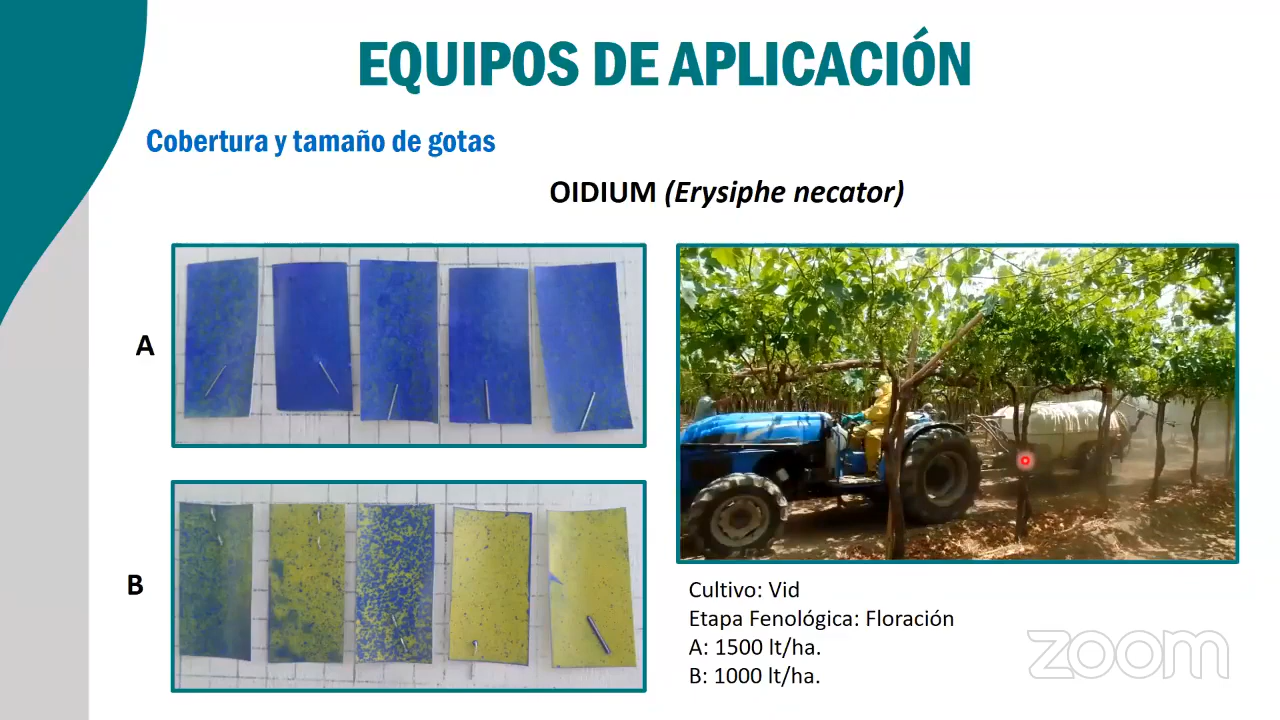 EQUIPOS DE APLICACIÓN
Cobertura y tamaño de gotas
OIDIUM (Erysiphe necator)
A
B
Cultivo: Vid
Etapa Fenológica: Floración
A: 1500 lt/ha.
B: 1000 lt/ha.
zoom